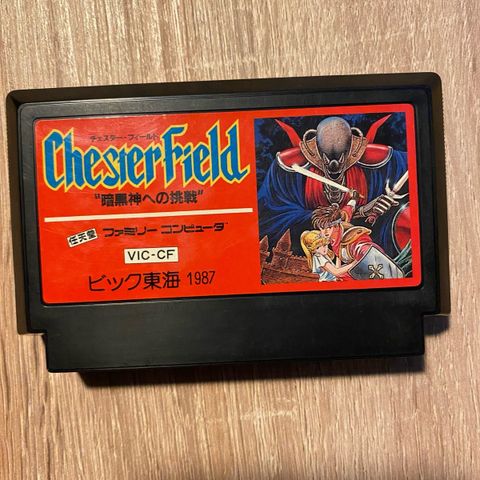 チェスター・フィールド
Chesterfield
"暗黒神への挑戦"
任天堂 ファミリーコンピュータ
VIC-CF
ビック東海 1987